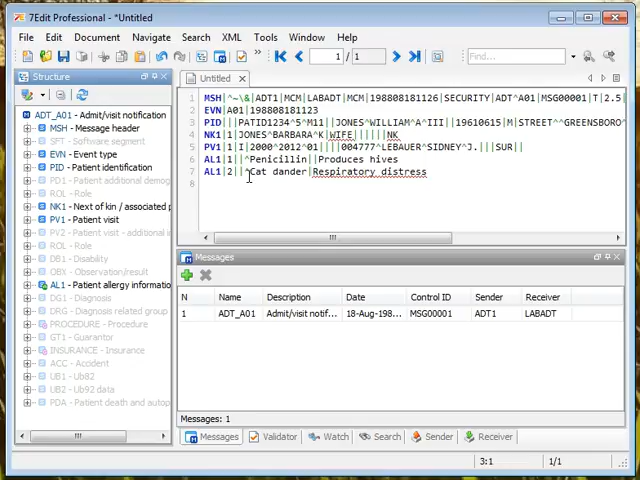 7Edit Professional - *Untitled
File Edit Document Navigate Search XML Tools Window Help
1 / 1 Find...
Structure
Untitled
ADT_A01 - Admit/visit notification
MSH - Message header
SFT - Software segment
EVN - Event type
PID - Patient identification
PD1 - Patient additional demog
ROL - Role
NK1 - Next of kin / associated p
PV1 - Patient visit
PV2 - Patient visit - additional i
ROL - Role
DB1 - Disability
OBX - Observation/result
AL1 - Patient allergy informatio
DG1 - Diagnosis
DRG - Diagnosis related group
PROCEDURE - Procedure
GT1 - Guarantor
INSURANCE - Insurance
ACC - Accident
UB1 - Ub82
UB2 - Ub92 data
PDA - Patient death and autop
1 MSH|^~\&|ADT1|MCM|LABADT|MCM|198808181126|SECURITY|ADT^A01|MSG00001|T|2.5|
2 EVN|A01|198808181123
3 PID|||PATID1234^5^M11||JONES^WILLIAM^A^III||19610615|M|STREET^^GREENSBORO^
4 NK1|1|JONES^BARBARA^K|WIFE||||||NK
5 PV1|1|I|2000^2012^01||||004777^LEBAUER^SIDNEY^J.|||SUR||
6 AL1|1||^Penicillin||Produces hives
7 AL1|2||^Cat dander|Respiratory distress
8
Messages
N Name Description Date Control ID Sender Receiver
1 ADT_A01 Admit/visit notif... 18-Aug-198... MSG00001 ADT1 LABADT
Messages: 1
Messages Validator Watch Search Sender Receiver
3:1 1/1